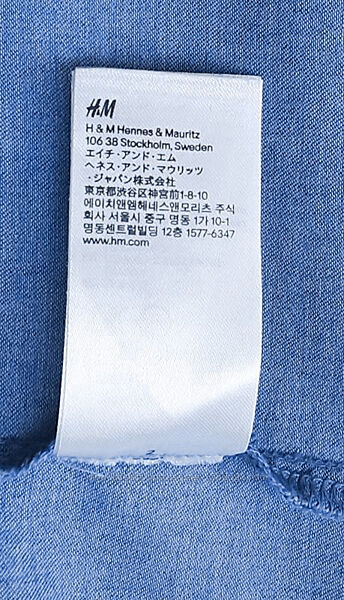 H&M
H & M Hennes & Mauritz
106 38 Stockholm, Sweden
エイチ・アンド・エム
ヘネス・アンド・マウリッツ
・ジャパン株式会社
東京都渋谷区神宮前1-8-10
에이치앤엠헤네스앤모리츠 주식
회사 서울시 중구 명동 1가10-1
명동센트럴빌딩 12층 1577-6347
www.hm.com